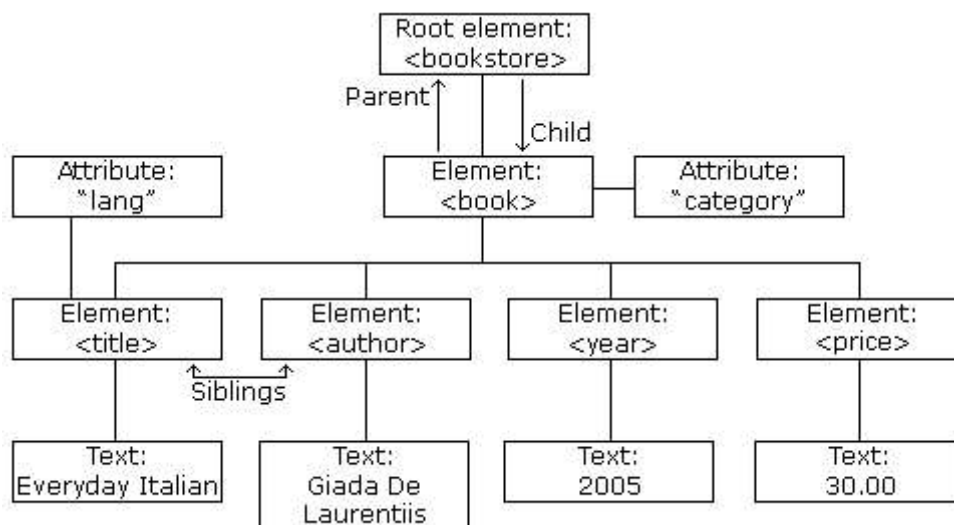 Root element:
<bookstore>
Parent
Child
Attribute:
"lang"
Element:
<book>
Attribute:
"category"
Element:
<title>
Element:
<author>
Element:
<year>
Element:
<price>
Siblings
Text:
Everyday Italian
Text:
Giada De
Laurentiis
Text:
2005
Text:
30.00